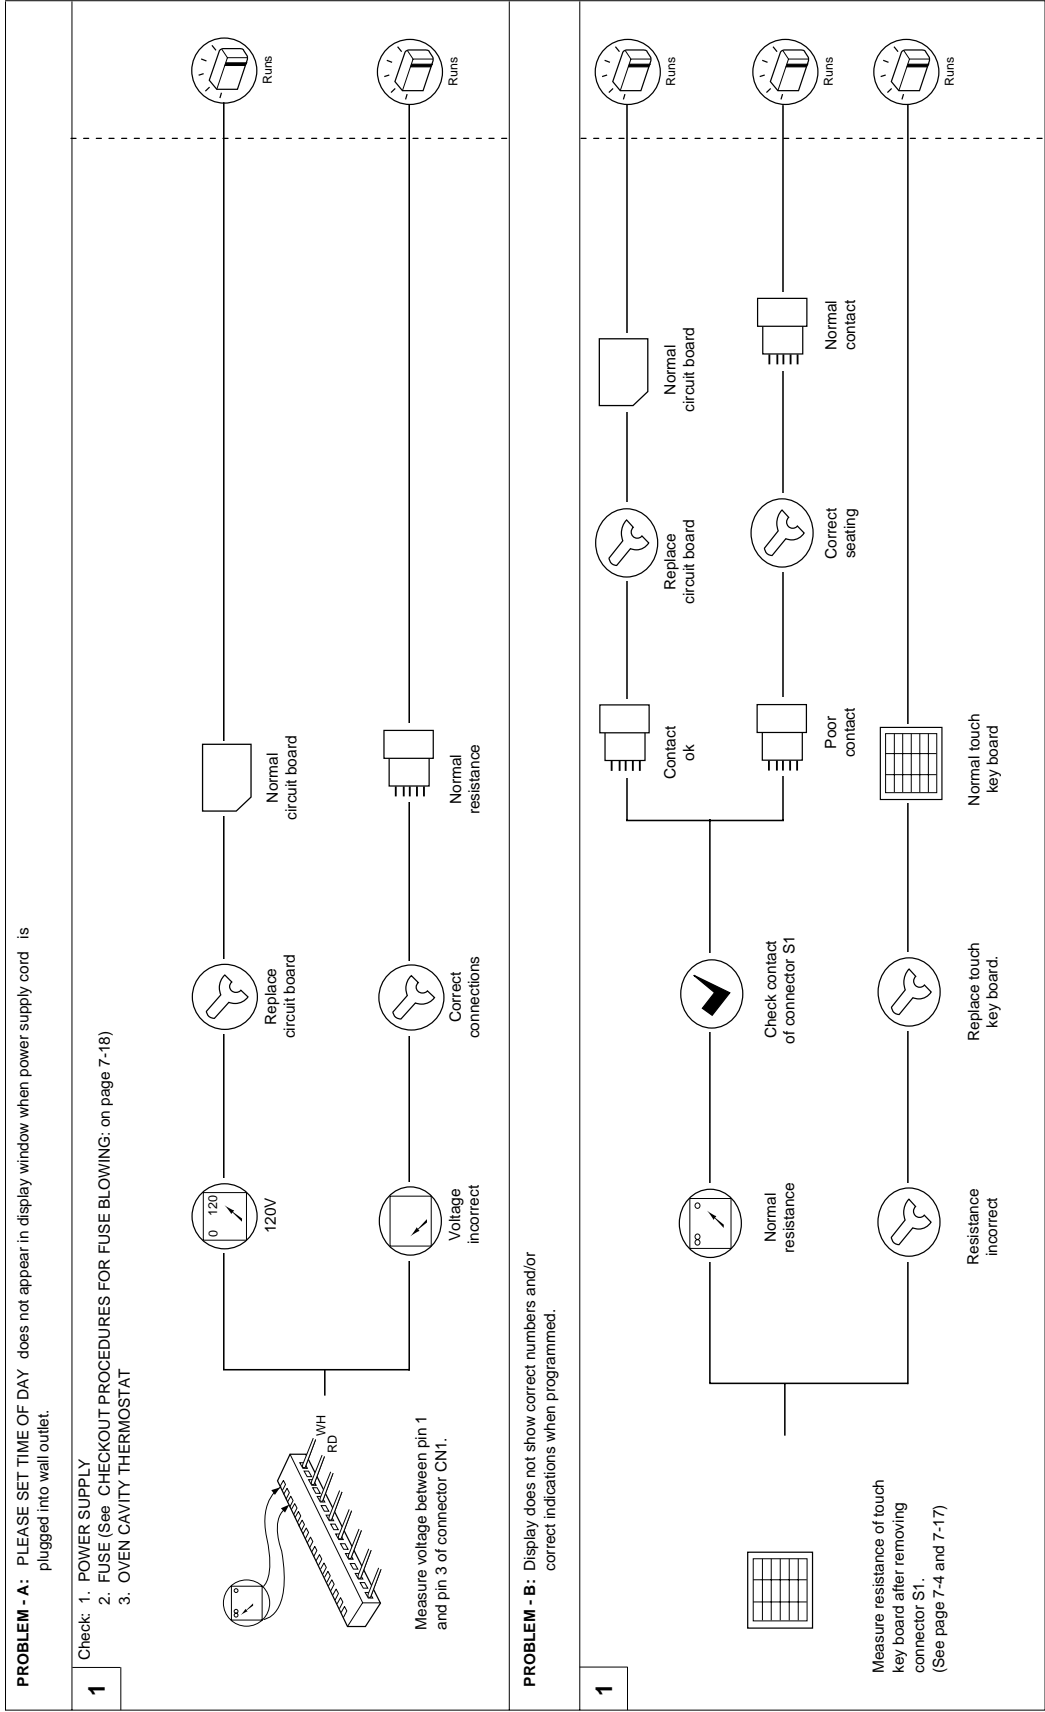 PROBLEM - A: PLEASE SET TIME OF DAY does not appear in display window when power supply cord is
plugged into wall outlet.
1
Check: 1. POWER SUPPLY
2. FUSE (See CHECKOUT PROCEDURES FOR FUSE BLOWING: on page 7-18)
3. OVEN CAVITY THERMOSTAT
∞
WH
RD
Measure voltage between pin 1
and pin 3 of connector CN1.
0 120
120V
Replace
circuit board
Normal
circuit board
Runs
Voltage
incorrect
Correct
connections
Normal
resistance
Runs
PROBLEM - B: Display does not show correct numbers and/or
correct indications when programmed.
1
Measure resistance of touch
key board after removing
connector S1.
(See page 7-4 and 7-17)
∞ 0
Normal
resistance
Check contact
of connector S1
Contact
ok
Replace
circuit board
Normal
circuit board
Runs
Poor
contact
Correct
seating
Normal
contact
Runs
Resistance
incorrect
Replace touch
key board.
Normal touch
key board
Runs